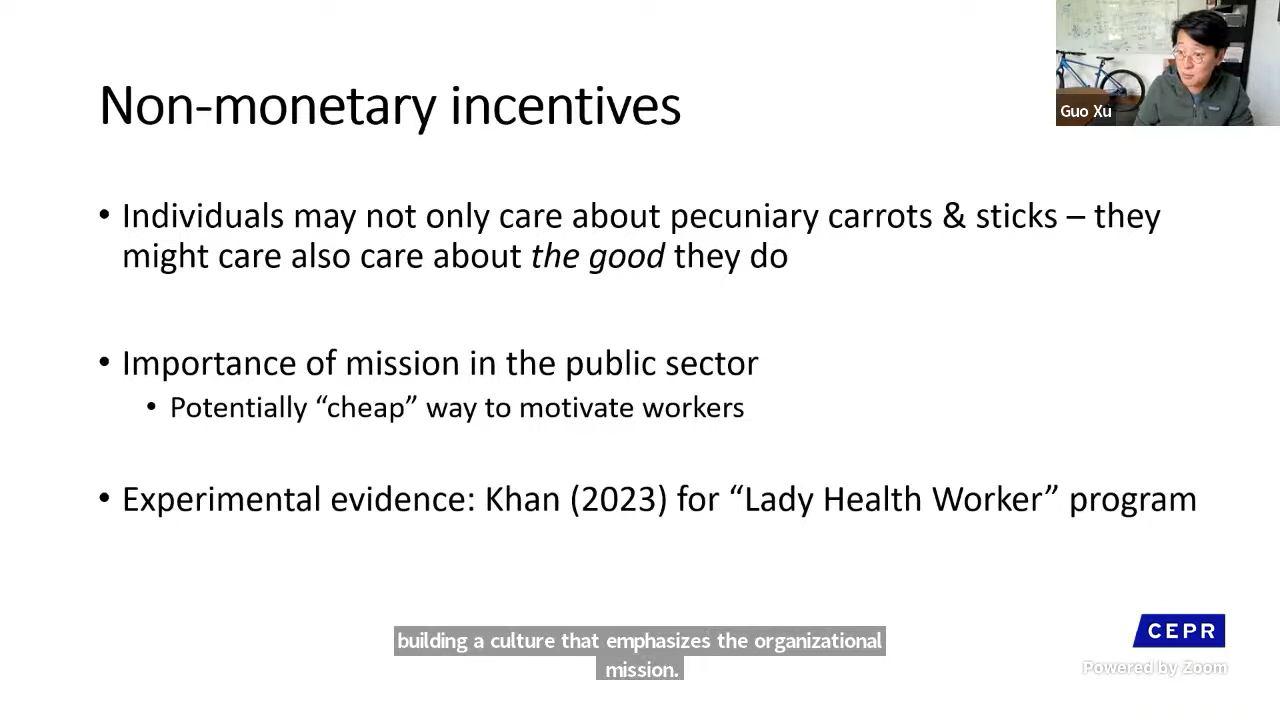 Non-monetary incentives
Guo Xu
• Individuals may not only care about pecuniary carrots & sticks – they
might care also care about the good they do
• Importance of mission in the public sector
• Potentially “cheap” way to motivate workers
• Experimental evidence: Khan (2023) for “Lady Health Worker” program
building a culture that emphasizes the organizational
mission.
CEPR
Powered by Zoom